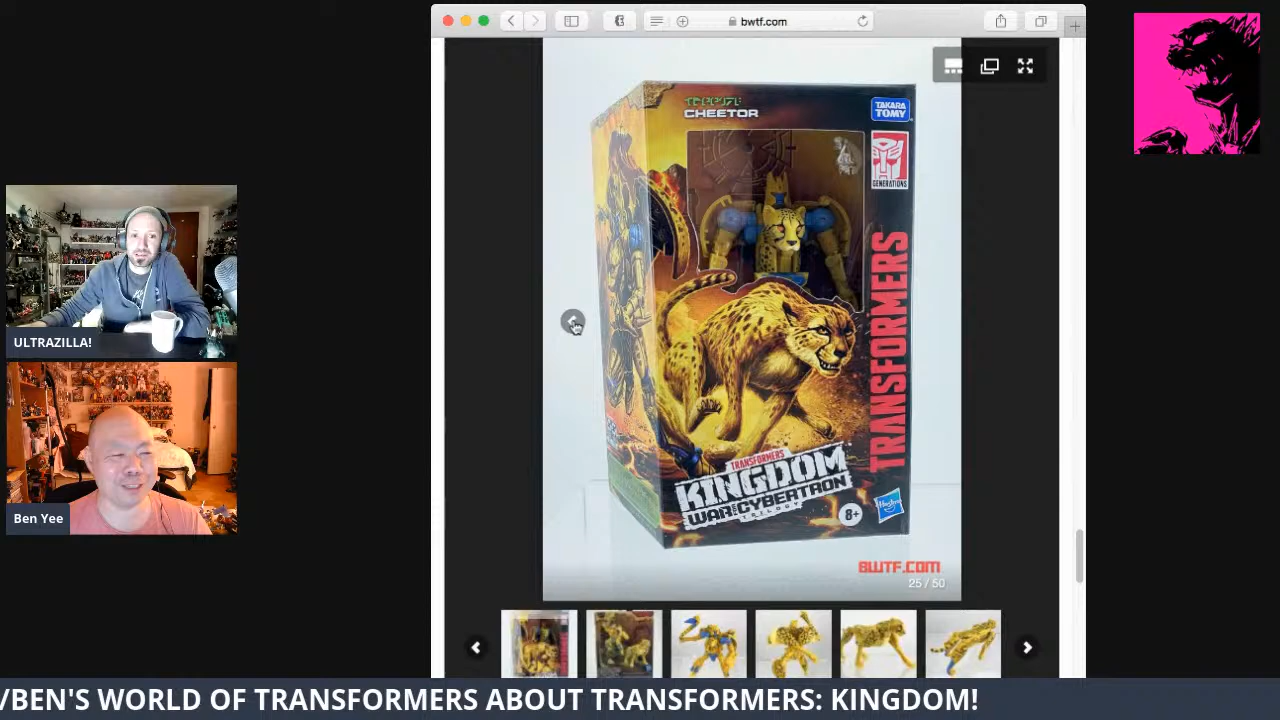 bwtf.com
CHEETOR
TAKARA
TOMY
GENERATIONS
TRANSFORMERS
TRANSFORMERS
KINGDOM
WAR FOR CYBERTRON
TRILOGY
8+
Hasbro
BWTF.COM
25 / 50
ULTRAZILLA!
Ben Yee
/BEN'S WORLD OF TRANSFORMERS ABOUT TRANSFORMERS: KINGDOM!